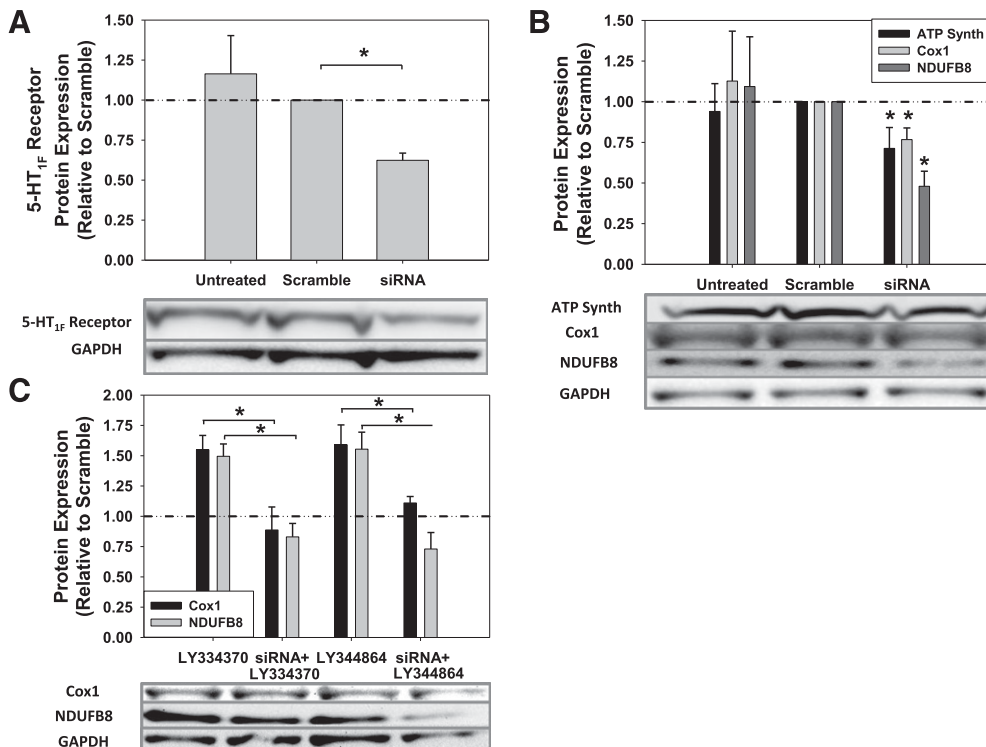 A
5-HT1F Receptor
Protein Expression
(Relative to Scramble)
1.50
1.25
1.00
0.75
0.50
0.25
0.00
*
Untreated Scramble siRNA
5-HT1F Receptor
GAPDH
B
Protein Expression
(Relative to Scramble)
1.50
1.25
1.00
0.75
0.50
0.25
0.00
ATP Synth
Cox1
NDUFB8
* *
*
Untreated Scramble siRNA
ATP Synth
Cox1
NDUFB8
GAPDH
C
Protein Expression
(Relative to Scramble)
2.00
1.75
1.50
1.25
1.00
0.75
0.50
0.25
0.00
*
*
*
*
Cox1
NDUFB8
LY334370 siRNA+ LY344864 siRNA+
LY334370 LY344864
Cox1
NDUFB8
GAPDH